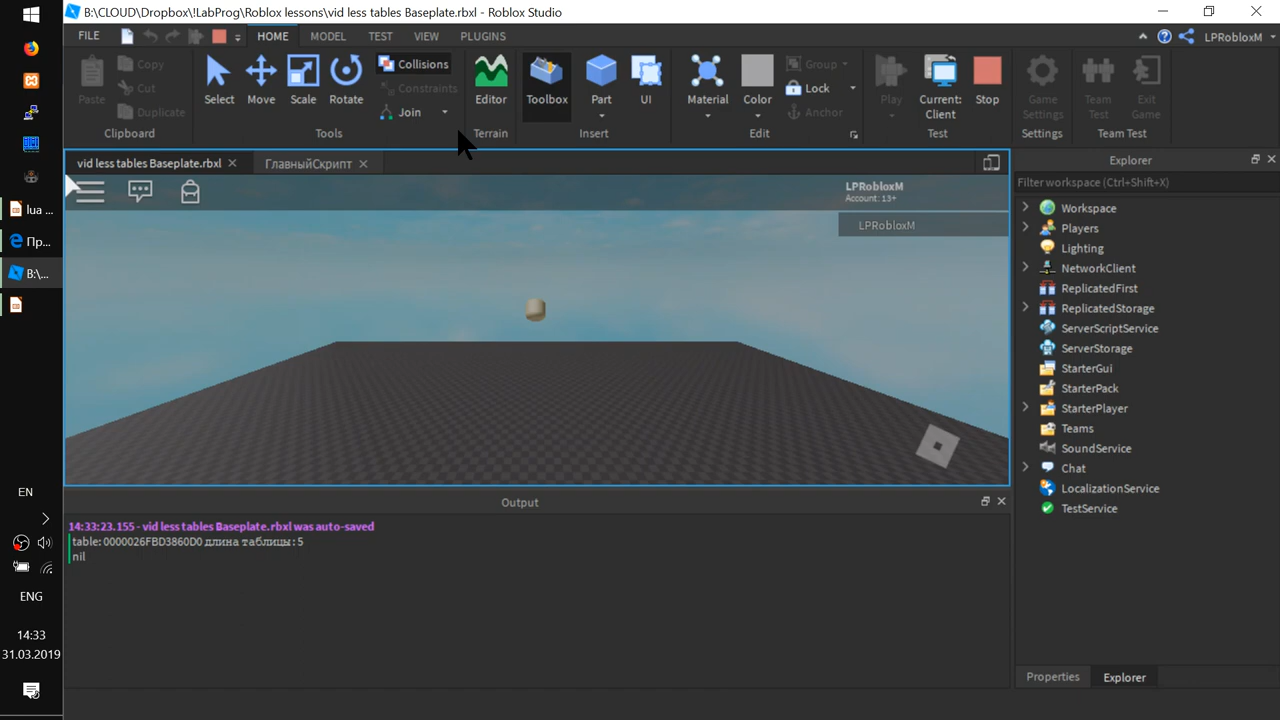 B:\CLOUD\Dropbox\!LabProg\Roblox lessons\vid less tables Baseplate.rbxl - Roblox Studio
FILE HOME MODEL TEST VIEW PLUGINS LPRobloxM
Paste
Copy
Cut
Duplicate
Clipboard
Select Move Scale Rotate
Collisions
Constraints
Join
Tools
Editor
Terrain
Toolbox Part UI
Insert
Material Color
Group
Lock
Anchor
Edit
Play Current: Client Stop
Test
Game Settings
Settings
Team Test Exit Game
Team Test
vid less tables Baseplate.rbxl ГлавныйСкрипт
LPRobloxM
Account: 13+
LPRobloxM
Output
14:33:23.155 - vid less tables Baseplate.rbxl was auto-saved
table: 0000026FBD3860D0 длина таблицы: 5
nil
Explorer
Filter workspace (Ctrl+Shift+X)
Workspace
Players
Lighting
NetworkClient
ReplicatedFirst
ReplicatedStorage
ServerScriptService
ServerStorage
StarterGui
StarterPack
StarterPlayer
Teams
SoundService
Chat
LocalizationService
TestService
Properties Explorer
lua ...
Пр...
B:\...
EN
ENG
14:33
31.03.2019